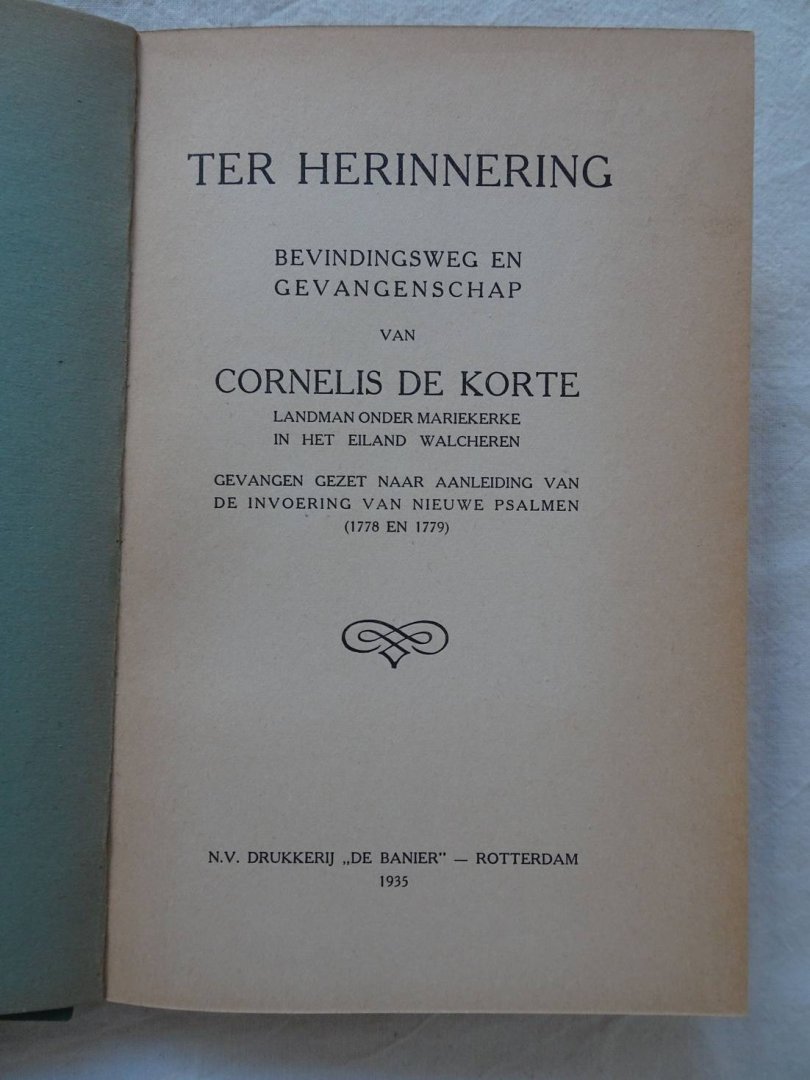 TER HERINNERING
BEVINDINGSWEG EN
GEVANGENSCHAP
VAN
CORNELIS DE KORTE
LANDMAN ONDER MARIEKERKE
IN HET EILAND WALCHEREN
GEVANGEN GEZET NAAR AANLEIDING VAN
DE INVOERING VAN NIEUWE PSALMEN
(1778 EN 1779)
N.V. DRUKKERIJ „DE BANIER” — ROTTERDAM
1935